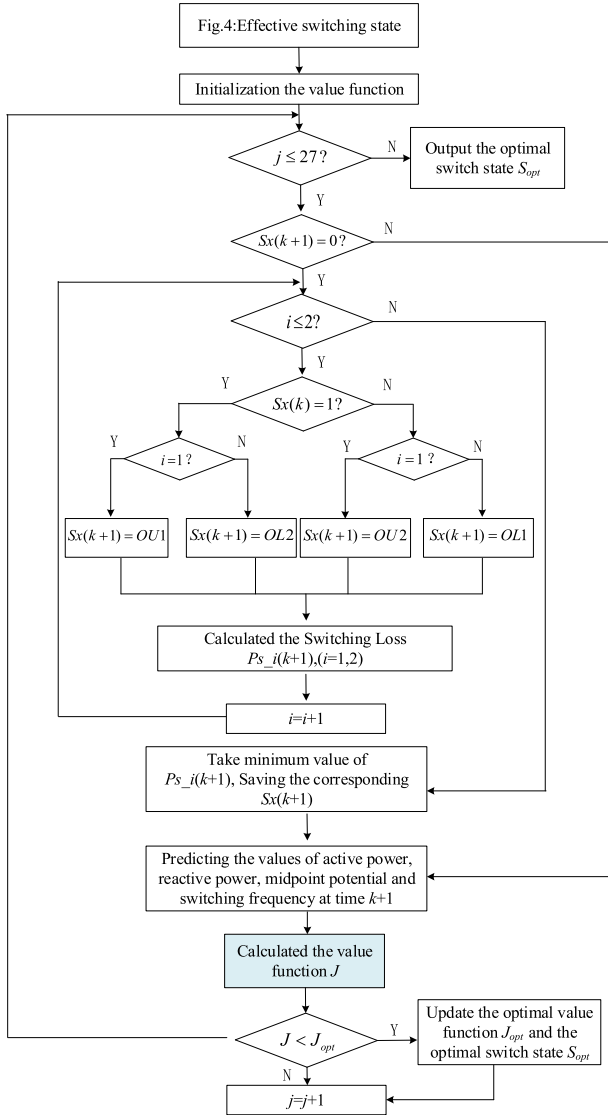 Fig.4:Effective switching state
Initialization the value function
j ≤ 27?
N
Output the optimal
switch state Sopt
Y
Sx(k+1) = 0?
N
Y
i≤2?
N
Y
Y
Sx(k) = 1?
N
Y
i=1?
N
Y
i=1 ?
N
Sx(k+1) = OU1
Sx(k+1) = OL2
Sx(k+1) = OU2
Sx(k+1) = OL1
Calculated the Switching Loss
Ps_i(k+1),(i=1,2)
i=i+1
Take minimum value of
Ps_i(k+1), Saving the corresponding
Sx(k+1)
Predicting the values of active power,
reactive power, midpoint potential and
switching frequency at time k+1
Calculated the value
function J
J < Jopt
Y
Update the optimal value
function Jopt and the
optimal switch state Sopt
N
j=j+1